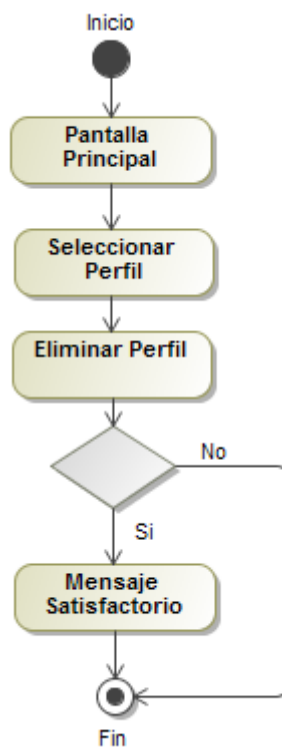 Inicio
Pantalla
Principal
Seleccionar
Perfil
Eliminar Perfil
No
Si
Mensaje
Satisfactorio
Fin